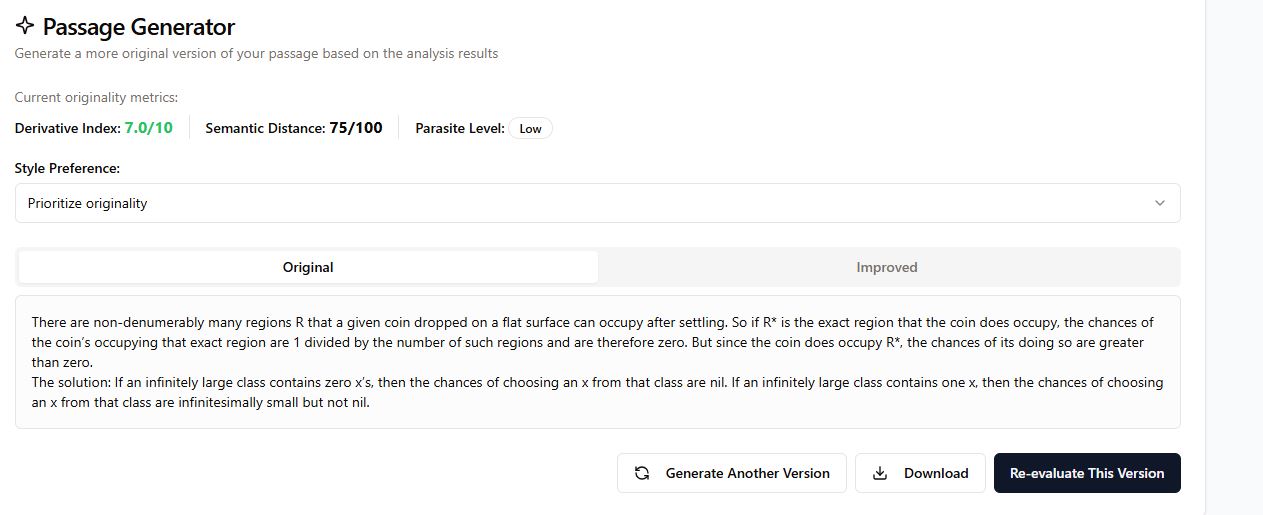 Passage Generator
Generate a more original version of your passage based on the analysis results
Current originality metrics:
Derivative Index: 7.0/10 Semantic Distance: 75/100 Parasite Level: Low
Style Preference:
Prioritize originality
Original Improved
There are non-denumerably many regions R that a given coin dropped on a flat surface can occupy after settling. So if R* is the exact region that the coin does occupy, the chances of
the coin’s occupying that exact region are 1 divided by the number of such regions and are therefore zero. But since the coin does occupy R*, the chances of its doing so are greater
than zero.
The solution: If an infinitely large class contains zero x’s, then the chances of choosing an x from that class are nil. If an infinitely large class contains one x, then the chances of choosing
an x from that class are infinitesimally small but not nil.
Generate Another Version Download Re-evaluate This Version